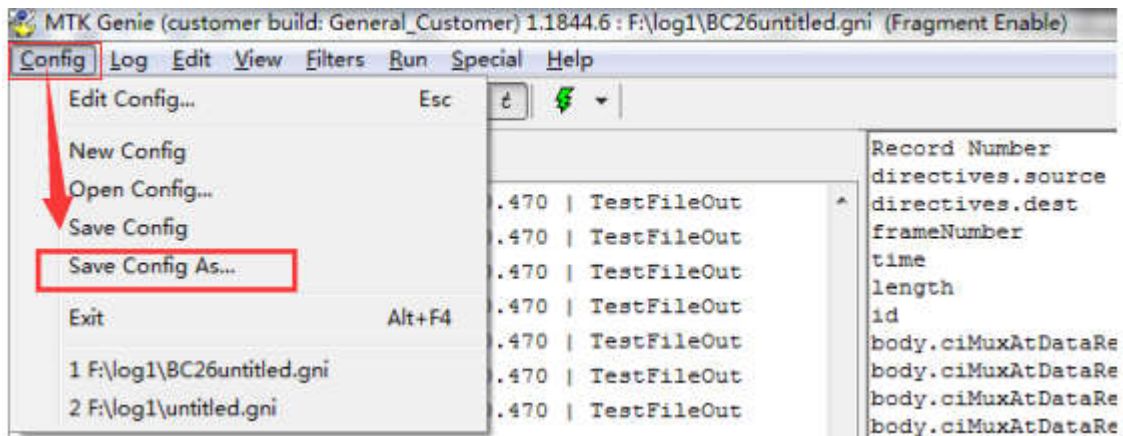 MTK Genie (customer build: General_Customer) 1.1844.6 : F:\log1\BC26untitled.gni (Fragment Enable)
Config Log Edit View Filters Run Special Help
Edit Config... Esc
t
New Config
Open Config...
Save Config
Save Config As...
Exit Alt+F4
1 F:\log1\BC26untitled.gni
2 F:\log1\untitled.gni
.470 | TestFileOut
.470 | TestFileOut
.470 | TestFileOut
.470 | TestFileOut
.470 | TestFileOut
.470 | TestFileOut
.470 | TestFileOut
Record Number
directives.source
directives.dest
frameNumber
time
length
id
body.ciMuxAtDataRe
body.ciMuxAtDataRe
body.ciMuxAtDataRe
body.ciMuxAtDataRe